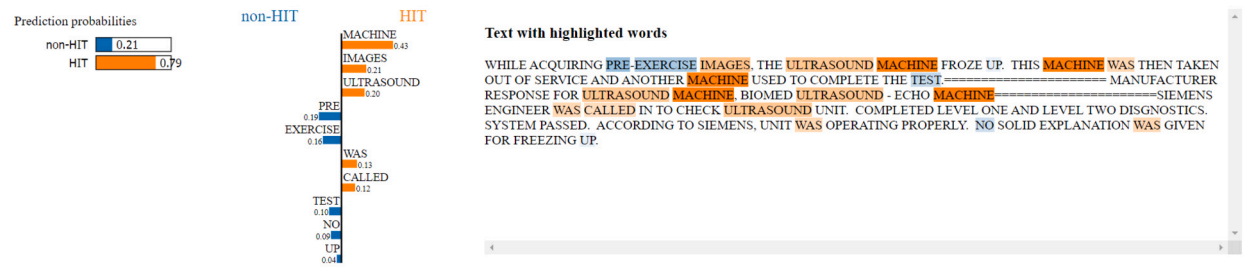 Prediction probabilities
non-HIT 0.21
HIT 0.79
non-HIT HIT
MACHINE
0.43
IMAGES
0.21
ULTRASOUND
0.20
PRE
0.19
EXERCISE
0.16
WAS
0.13
CALLED
0.12
TEST
0.10
NO
0.09
UP
0.04
Text with highlighted words
WHILE ACQUIRING PRE-EXERCISE IMAGES, THE ULTRASOUND MACHINE FROZE UP. THIS MACHINE WAS THEN TAKEN
OUT OF SERVICE AND ANOTHER MACHINE USED TO COMPLETE THE TEST.====================== MANUFACTURER
RESPONSE FOR ULTRASOUND MACHINE, BIOMED ULTRASOUND - ECHO MACHINE======================SIEMENS
ENGINEER WAS CALLED IN TO CHECK ULTRASOUND UNIT. COMPLETED LEVEL ONE AND LEVEL TWO DISGNOSTICS.
SYSTEM PASSED. ACCORDING TO SIEMENS, UNIT WAS OPERATING PROPERLY. NO SOLID EXPLANATION WAS GIVEN
FOR FREEZING UP.